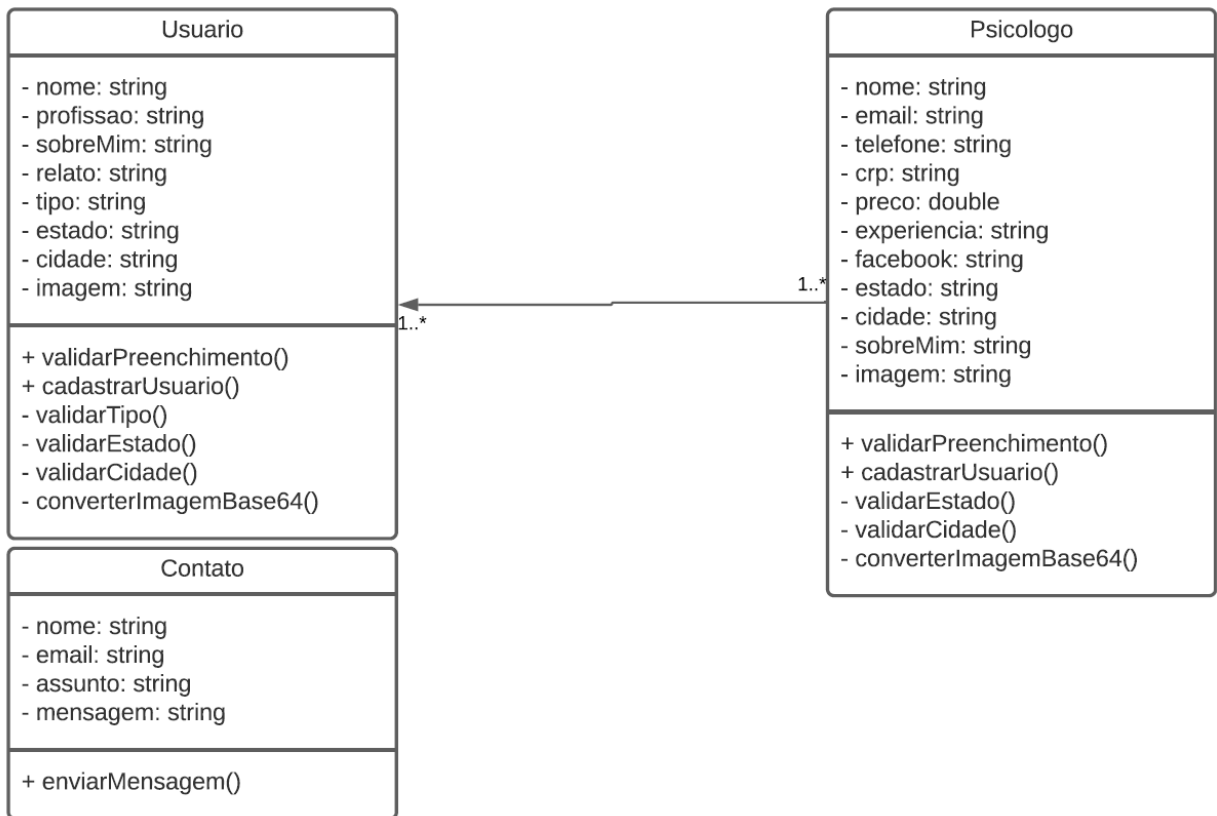 Usuario
- nome: string
- profissao: string
- sobreMim: string
- relato: string
- tipo: string
- estado: string
- cidade: string
- imagem: string
+ validarPreenchimento()
+ cadastrarUsuario()
- validarTipo()
- validarEstado()
- validarCidade()
- converterImagemBase64()
1..*
1..*
Psicologo
- nome: string
- email: string
- telefone: string
- crp: string
- preco: double
- experiencia: string
- facebook: string
- estado: string
- cidade: string
- sobreMim: string
- imagem: string
+ validarPreenchimento()
+ cadastrarUsuario()
- validarEstado()
- validarCidade()
- converterImagemBase64()
Contato
- nome: string
- email: string
- assunto: string
- mensagem: string
+ enviarMensagem()